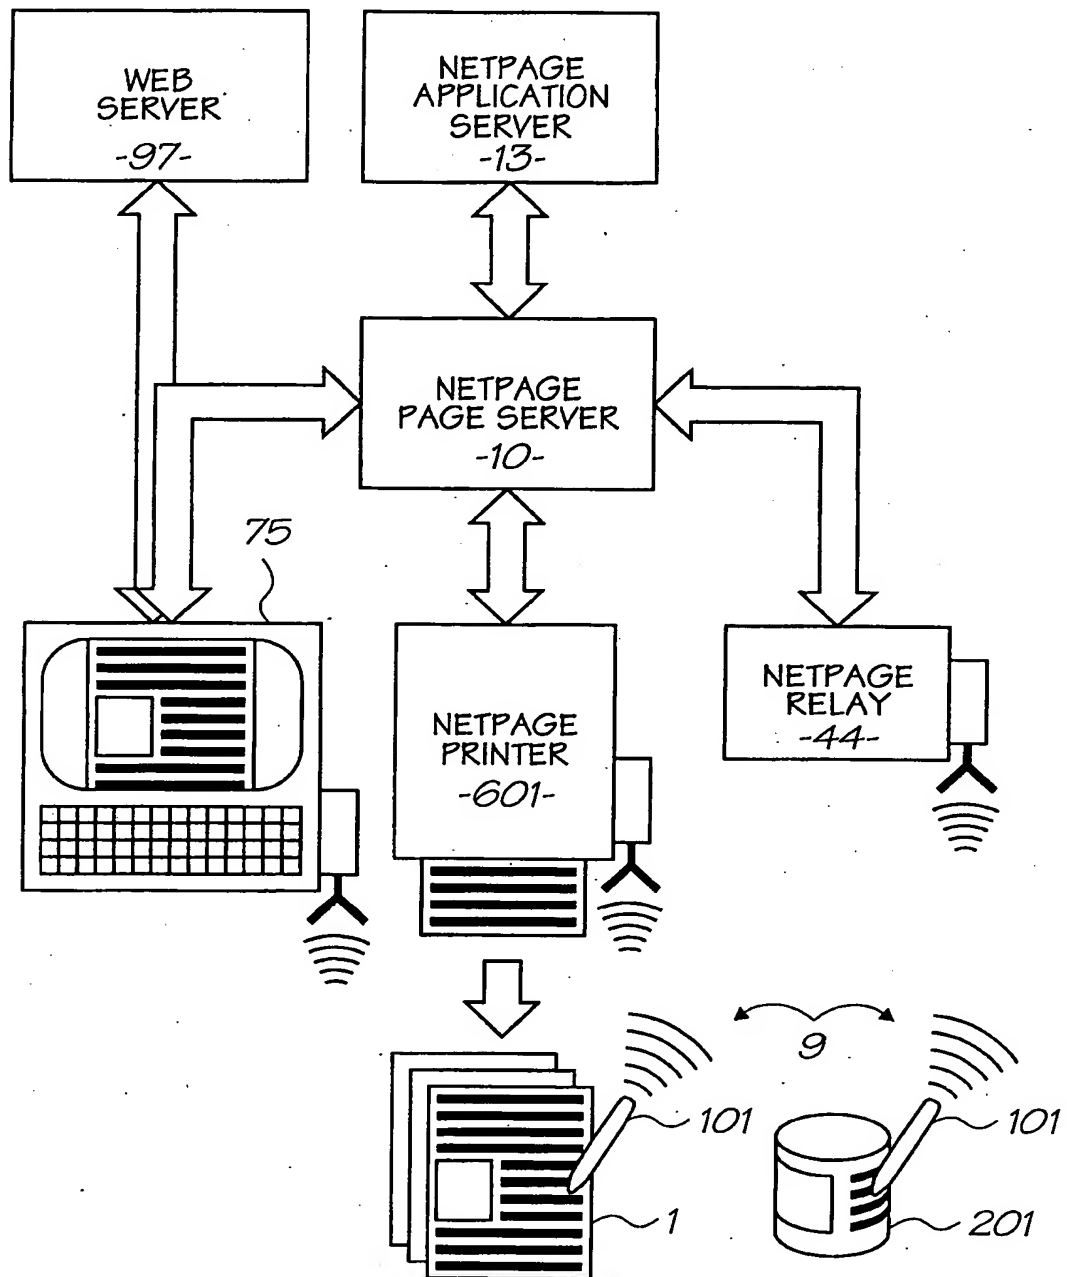 WEB
SERVER
-97-
NETPAGE
APPLICATION
SERVER
-13-
NETPAGE
PAGE SERVER
-10-
75
NETPAGE
PRINTER
-601-
NETPAGE
RELAY
-44-
9
101
101
1
201